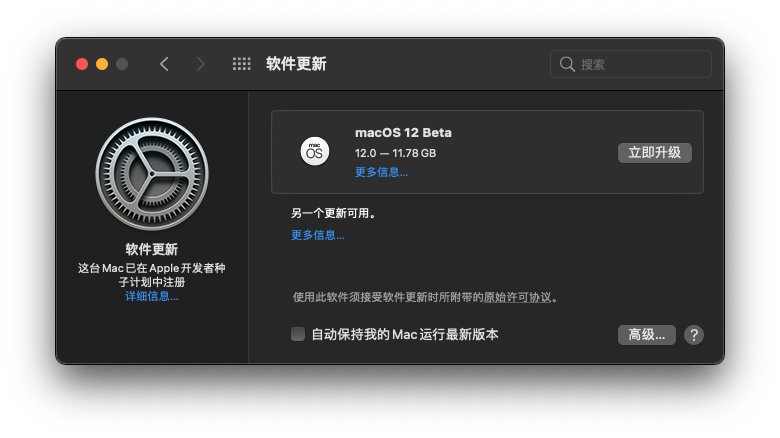 软件更新
搜索
macOS 12 Beta
12.0 — 11.78 GB
更多信息...
立即升级
mac
OS
另一个更新可用。
更多信息...
软件更新
这台 Mac 已在 Apple 开发者种
子计划中注册
详细信息...
使用此软件须接受软件更新时所附带的原始许可协议。
自动保持我的 Mac 运行最新版本
高级...
?